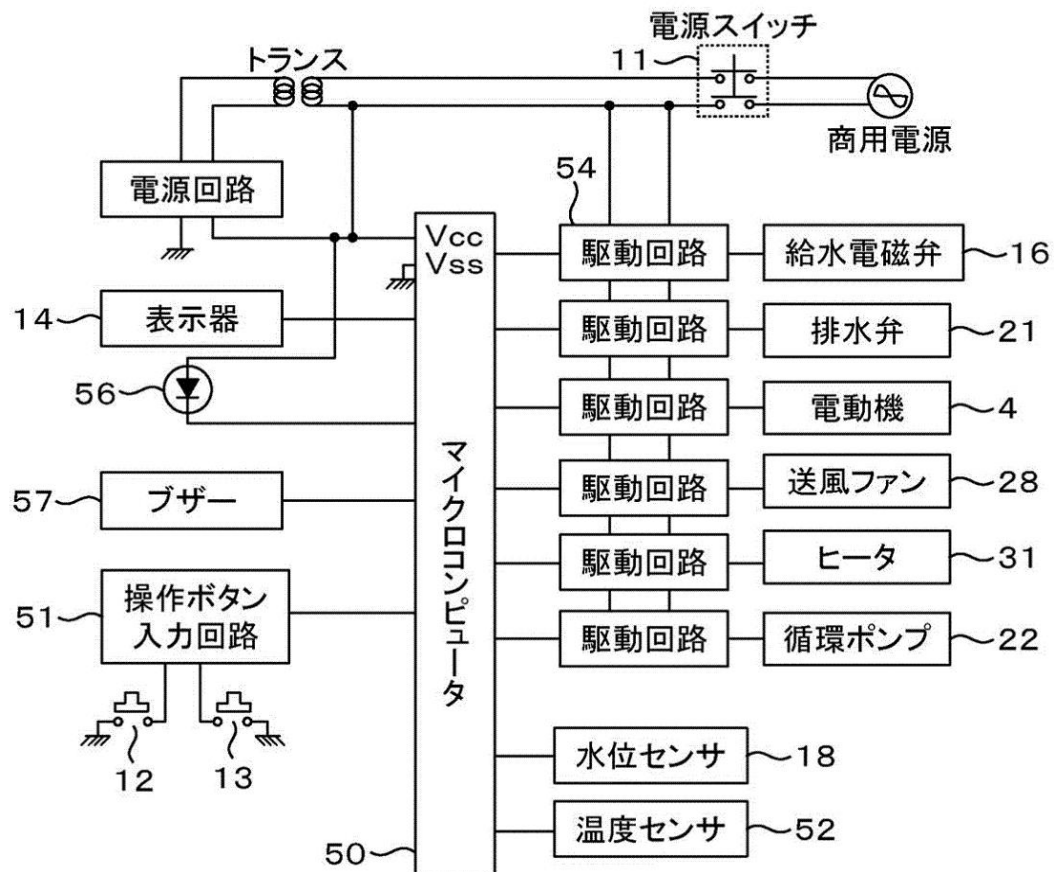 電源スイッチ
11
トランス
商用電源
電源回路
54
Vcc
Vss
駆動回路
給水電磁弁
16
14
表示器
駆動回路
排水弁
21
56
駆動回路
電動機
4
マイクロコンピュータ
57
ブザー
駆動回路
送風ファン
28
駆動回路
ヒータ
31
51
操作ボタン
入力回路
駆動回路
循環ポンプ
22
12
13
水位センサ
18
50
温度センサ
52